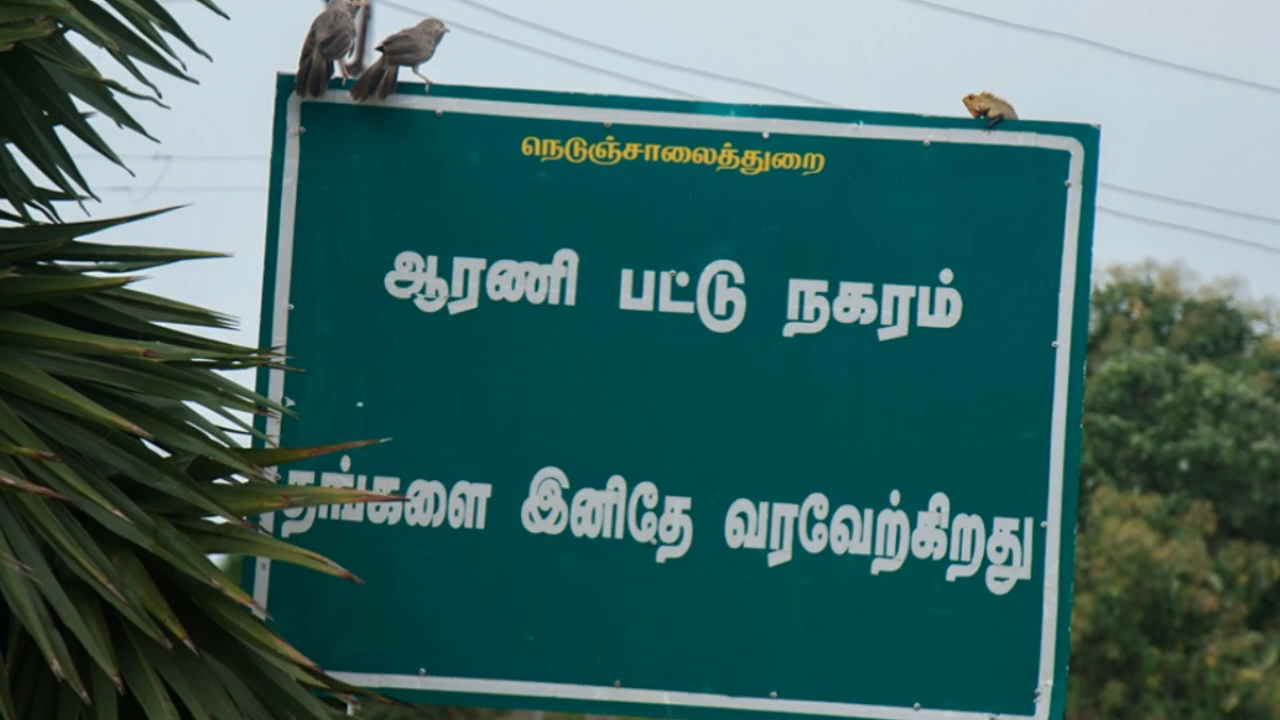 நெடுஞ்சாலைத்துறை
ஆரணி பட்டு நகரம்
தங்களை இனிதே வரவேற்கிறது